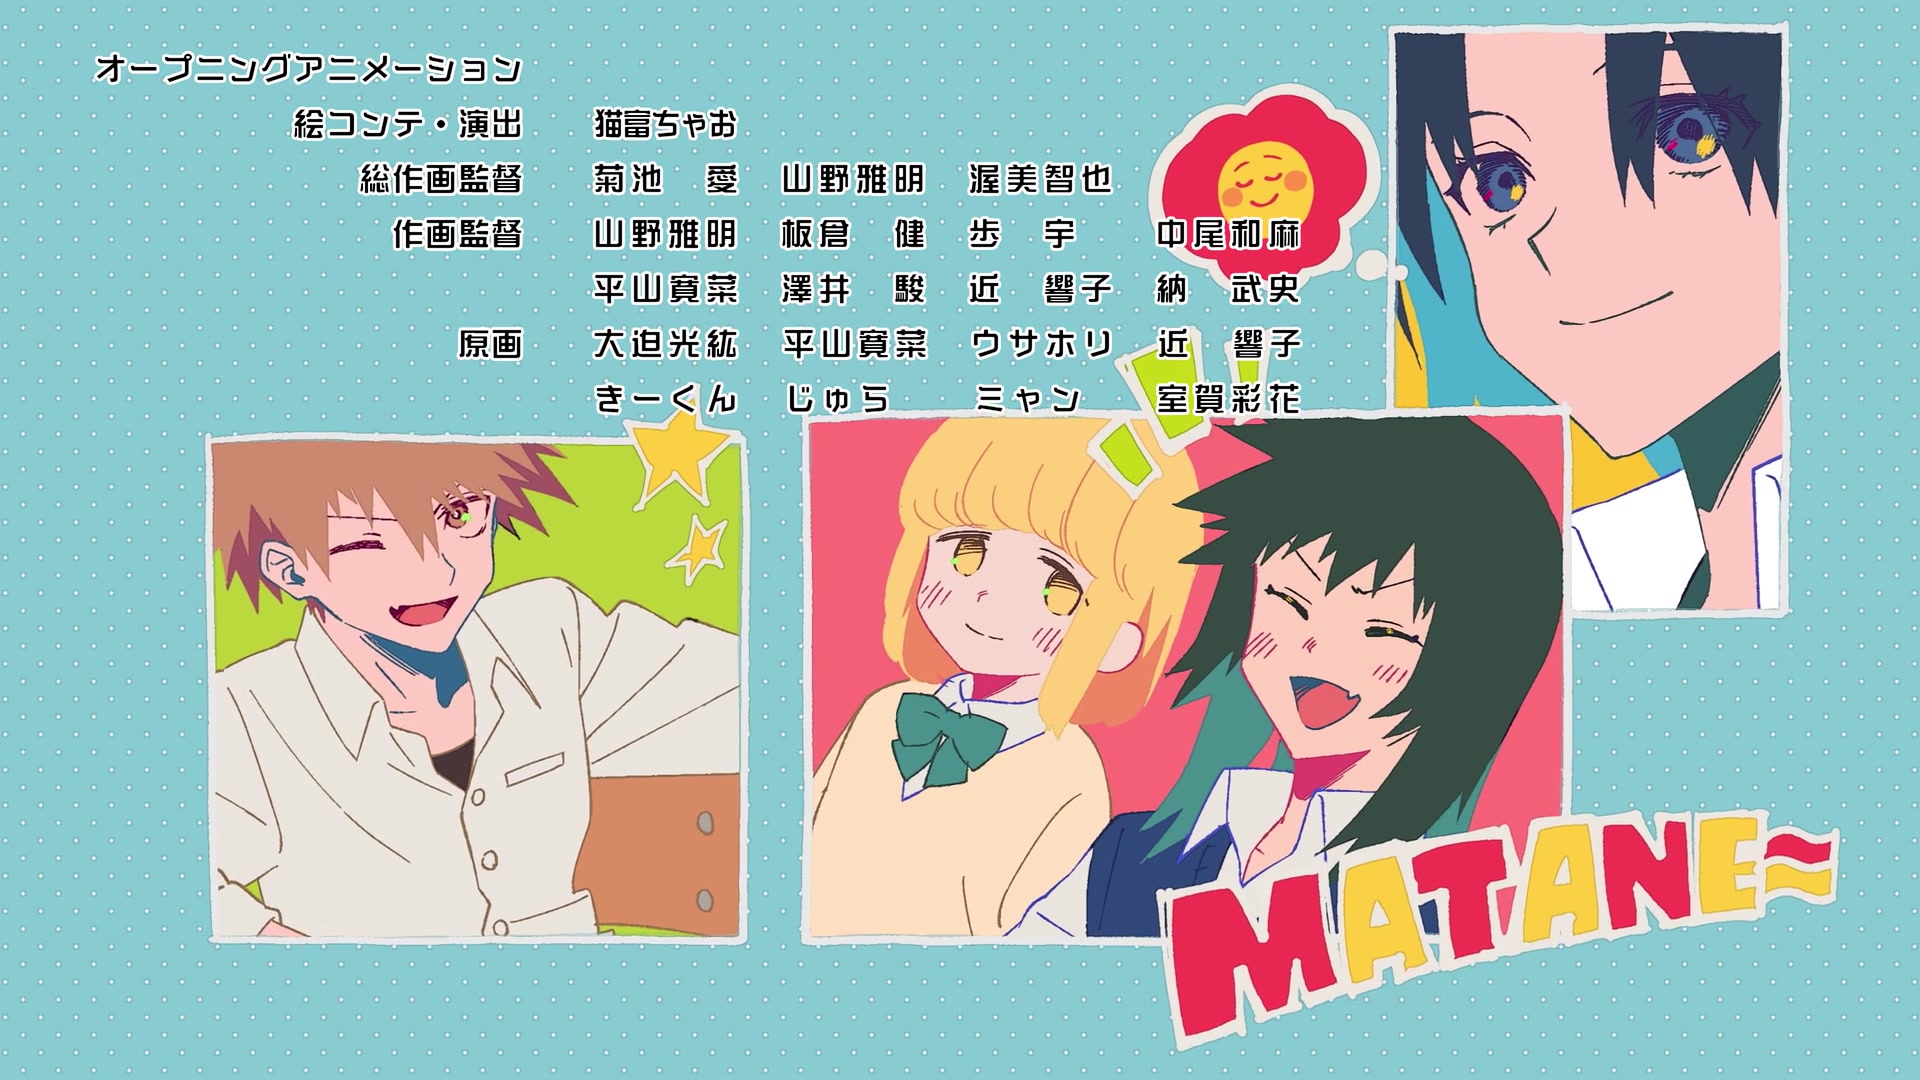 オープニングアニメーション
絵コンテ・演出 猫富ちゃお
総作画監督 菊池 愛 山野雅明 渥美智也
作画監督 山野雅明 板倉 健 歩 宇 中尾和麻
平山寛菜 澤井 駿 近 響子 納 武史
原画 大迫光紘 平山寛菜 ウサホリ 近 響子
きーくん じゅら ミャン 室賀彩花
MATANE~